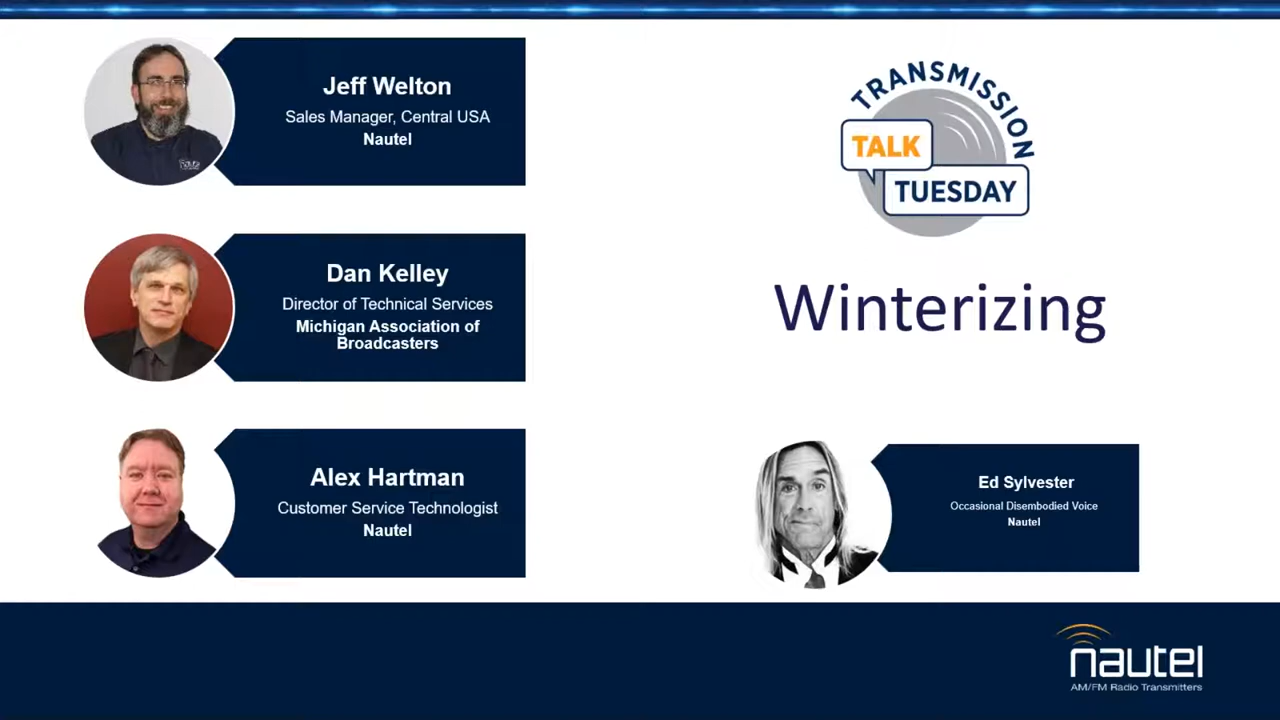 Jeff Welton
Sales Manager, Central USA
Nautel
nautel
Dan Kelley
Director of Technical Services
Michigan Association of
Broadcasters
Alex Hartman
Customer Service Technologist
Nautel
TRANSMISSION
TALK
TUESDAY
Winterizing
Ed Sylvester
Occasional Disembodied Voice
Nautel
nautel
AM/FM Radio Transmitters